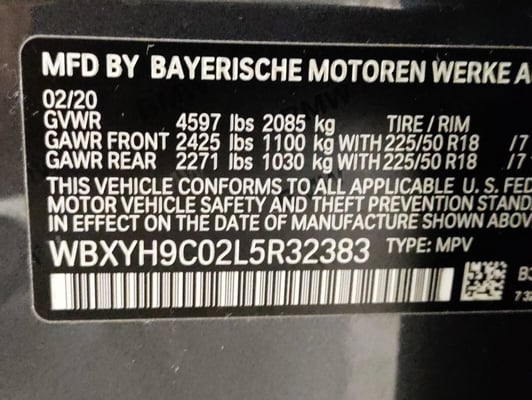 MFD BY BAYERISCHE MOTOREN WERKE A
02/20
GVWR 4597 lbs 2085 kg TIRE / RIM
GAWR FRONT 2425 lbs 1100 kg WITH 225/50 R18 /7
GAWR REAR 2271 lbs 1030 kg WITH 225/50 R18 /7
THIS VEHICLE CONFORMS TO ALL APPLICABLE U.S. FE
MOTOR VEHICLE SAFETY AND THEFT PREVENTION STAND
IN EFFECT ON THE DATE OF MANUFACTURE SHOWN ABOV
WBXYH9C02L5R32383 TYPE: MPV